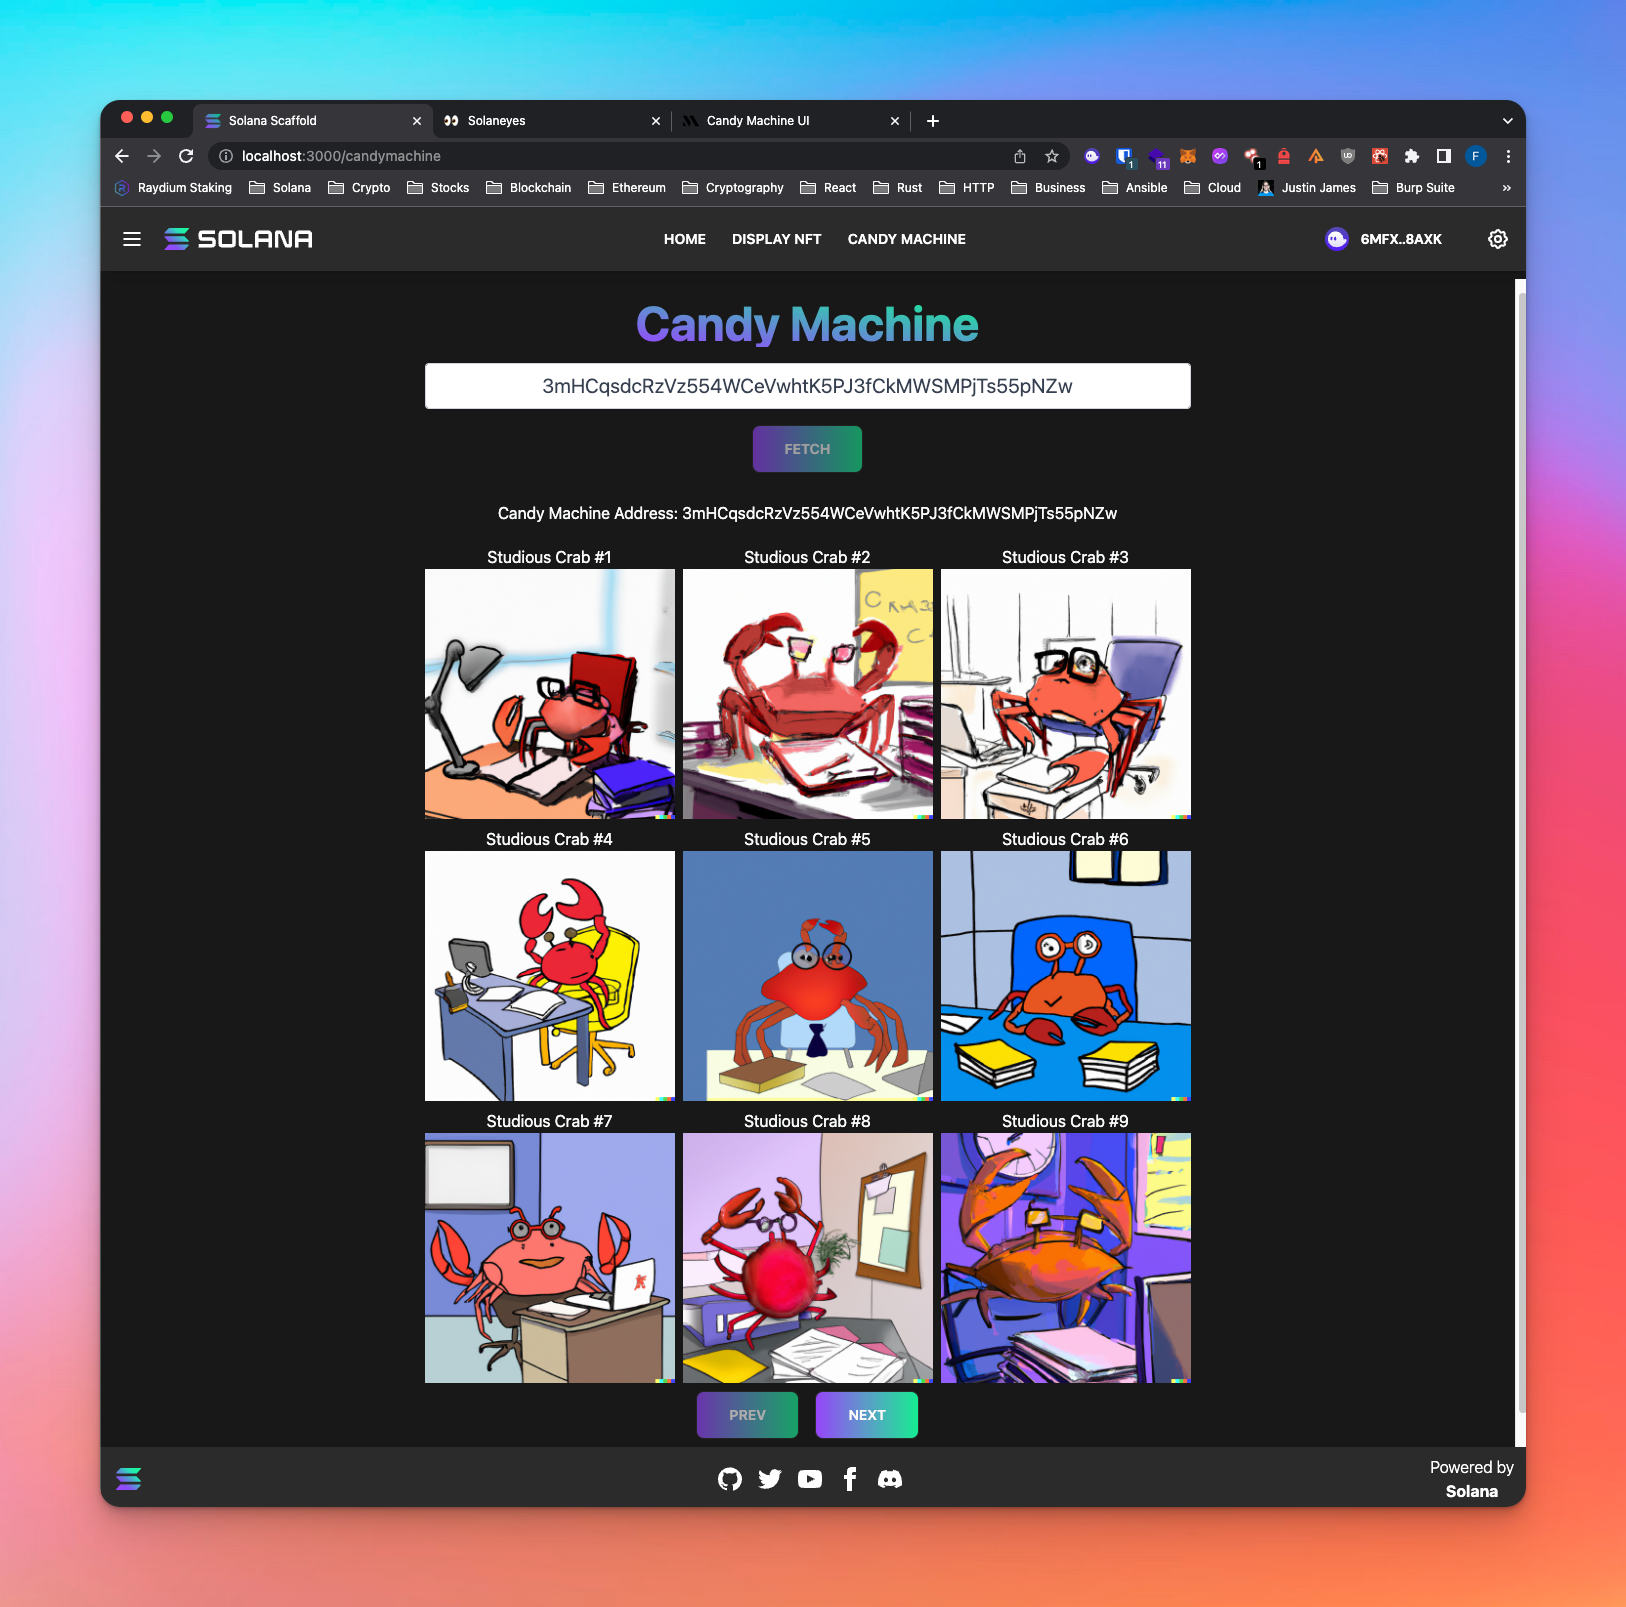 Solana Scaffold
Solaneyes
Candy Machine UI
localhost:3000/candymachine
1
11
1
F
Raydium Staking
Solana
Crypto
Stocks
Blockchain
Ethereum
Cryptography
React
Rust
HTTP
Business
Ansible
Cloud
Justin James
Burp Suite
»
SOLANA
HOME
DISPLAY NFT
CANDY MACHINE
6MFX..8AXK
Candy Machine
3mHCqsdcRzVz554WCeVwhtK5PJ3fCkMWSMPjTs55pNZw
FETCH
Candy Machine Address: 3mHCqsdcRzVz554WCeVwhtK5PJ3fCkMWSMPjTs55pNZw
Studious Crab #1
Studious Crab #2
Studious Crab #3
Studious Crab #4
Studious Crab #5
Studious Crab #6
Studious Crab #7
Studious Crab #8
Studious Crab #9
PREV
NEXT
Powered by
Solana